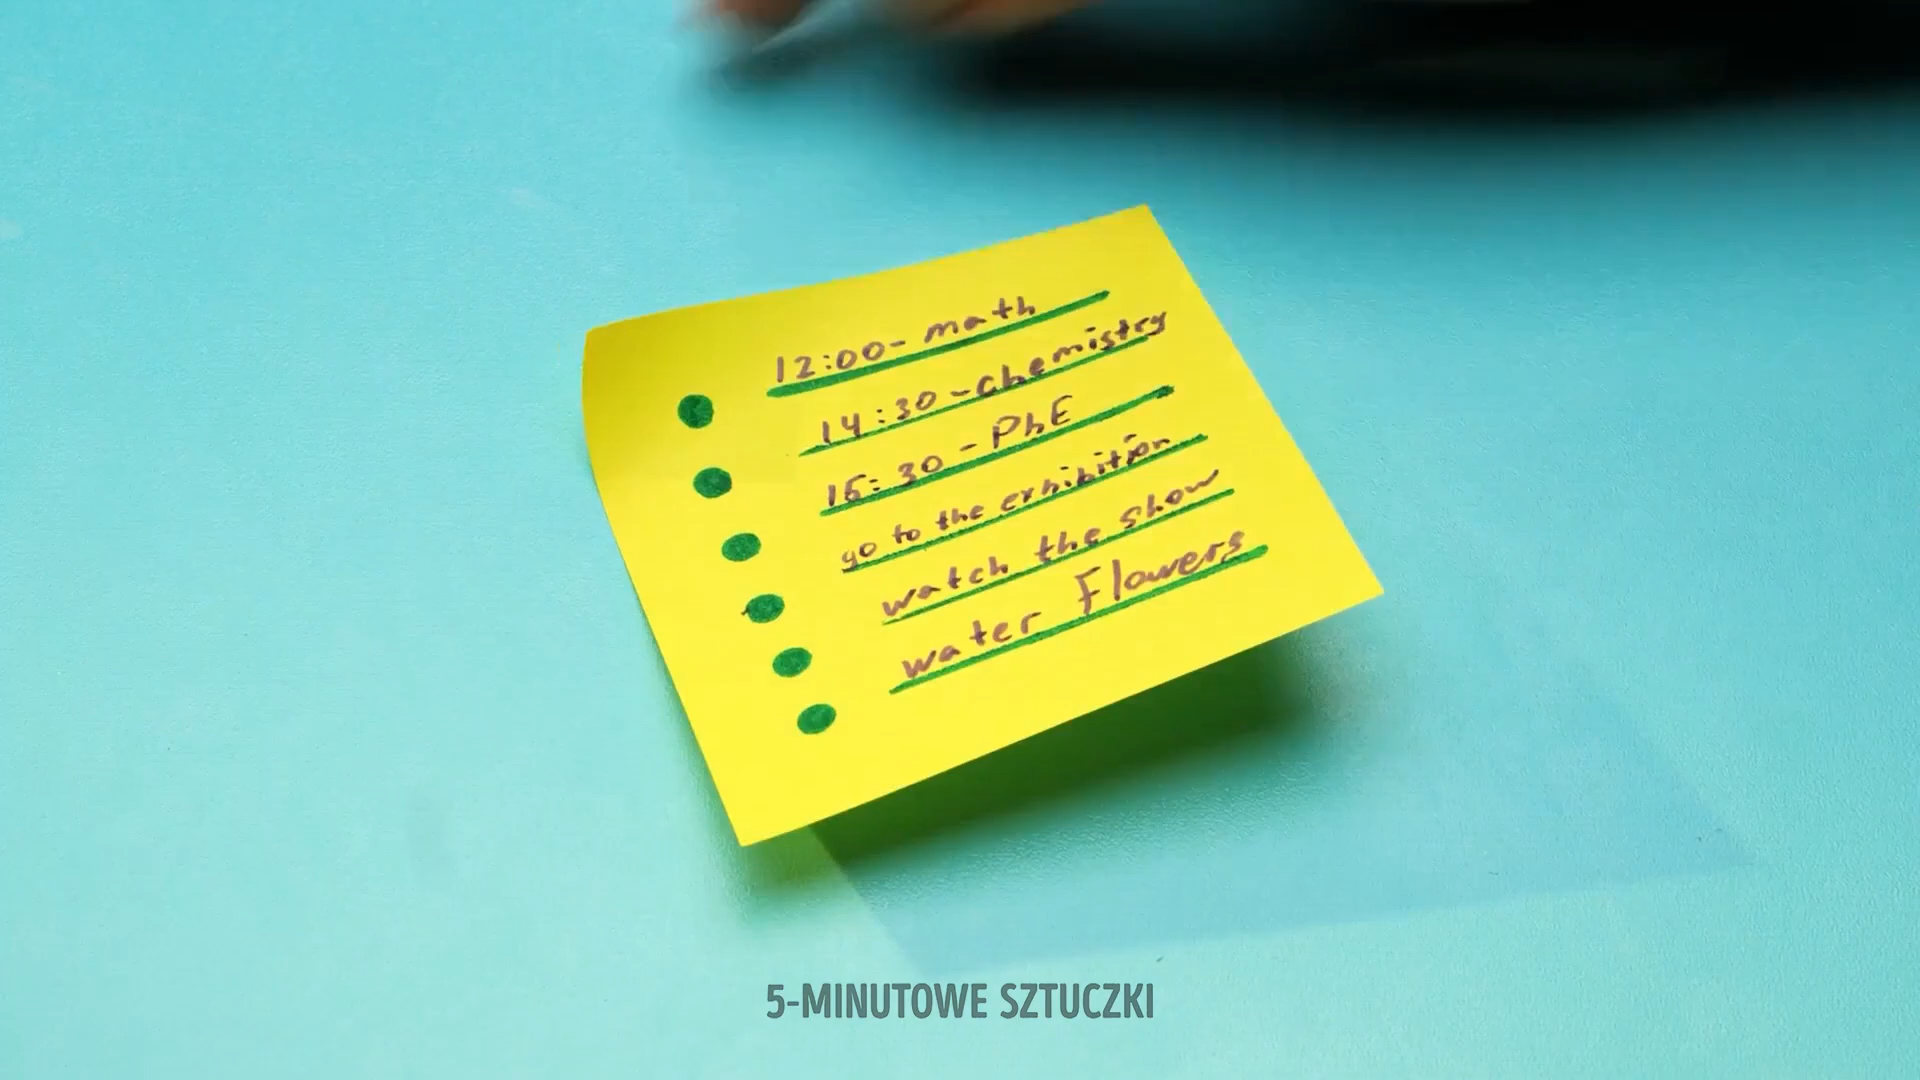 12:00- math
14:30-chemistry
15:30-PhE
go to the exhibition
watch the show
water Flowers
5-MINUTOWE SZTUCZKI